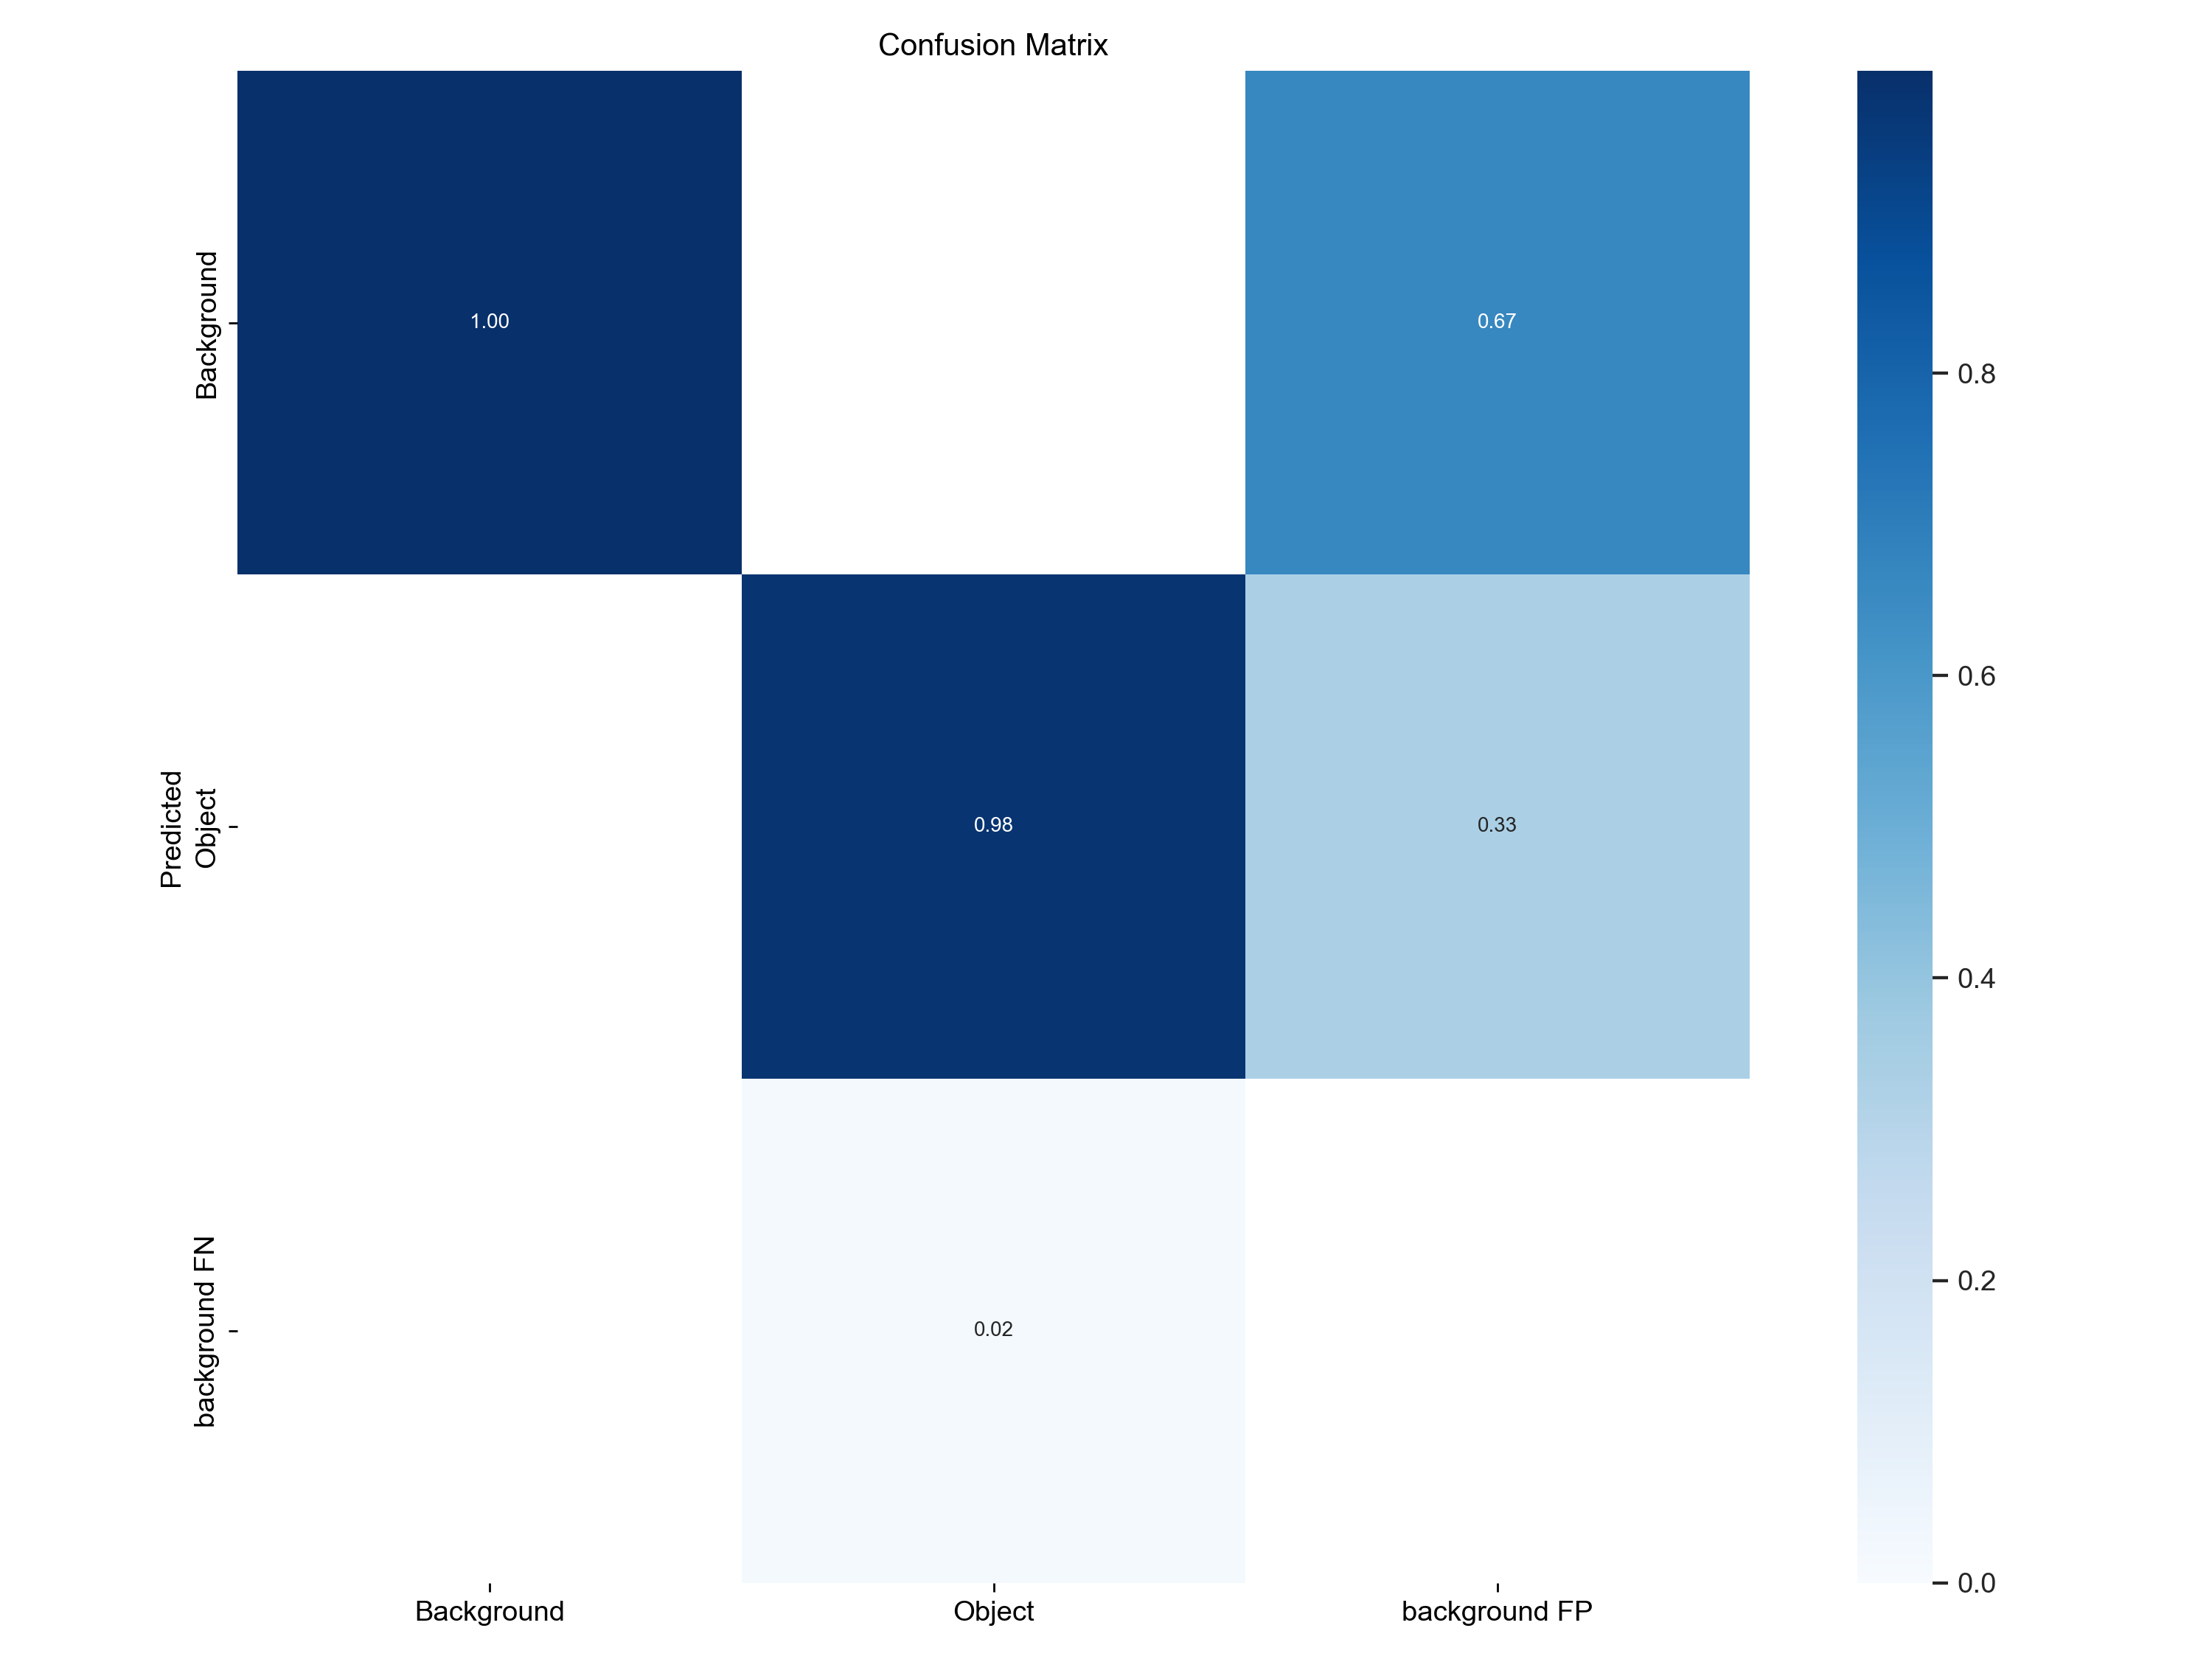 Confusion Matrix
Background
1.00
0.67
Predicted
Object
0.98
0.33
background FN
0.02
Background
Object
background FP
0.8
0.6
0.4
0.2
0.0